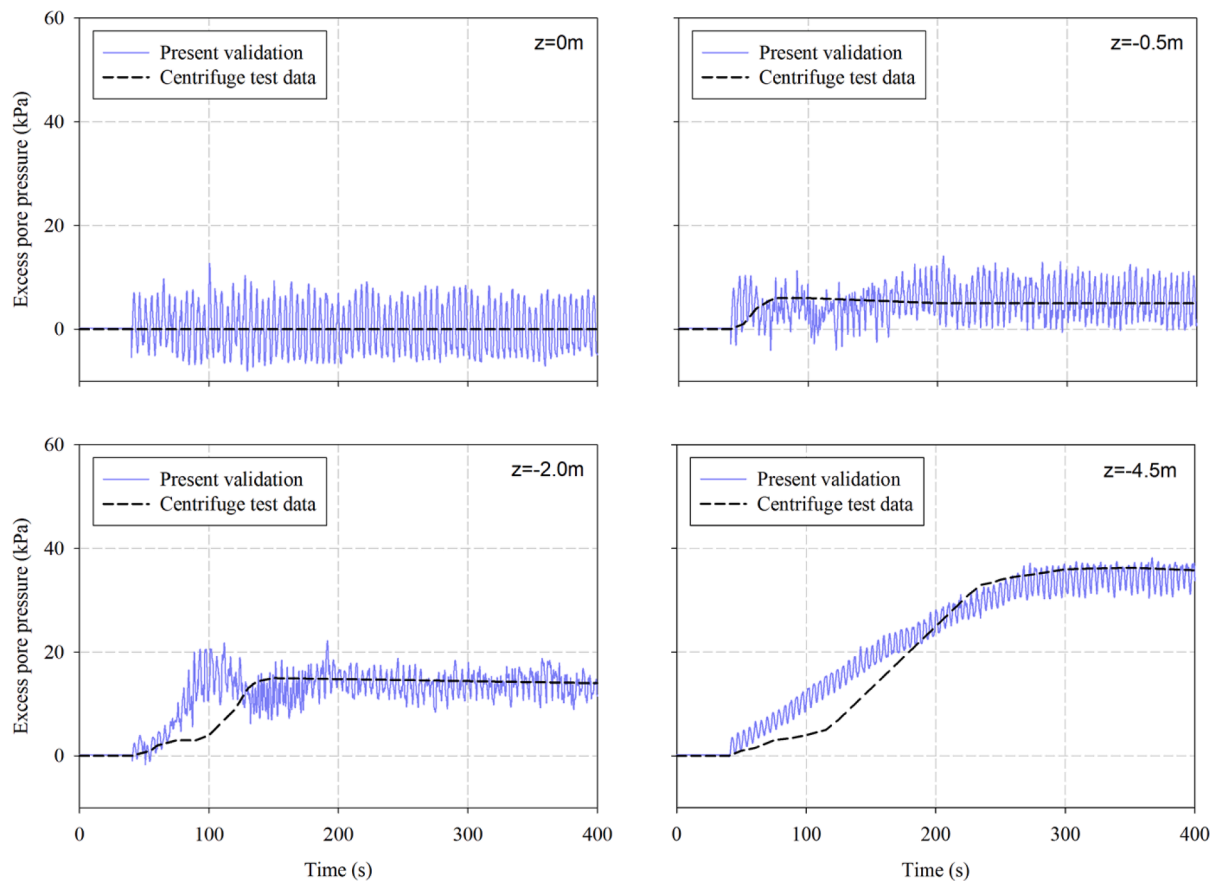 60
40
20
0
Excess pore pressure (kPa)
Present validation
Centrifuge test data
z=0m
Present validation
Centrifuge test data
z=-0.5m
60
40
20
0
Excess pore pressure (kPa)
Present validation
Centrifuge test data
z=-2.0m
0 100 200 300 400
Time (s)
Present validation
Centrifuge test data
z=-4.5m
0 100 200 300 400
Time (s)